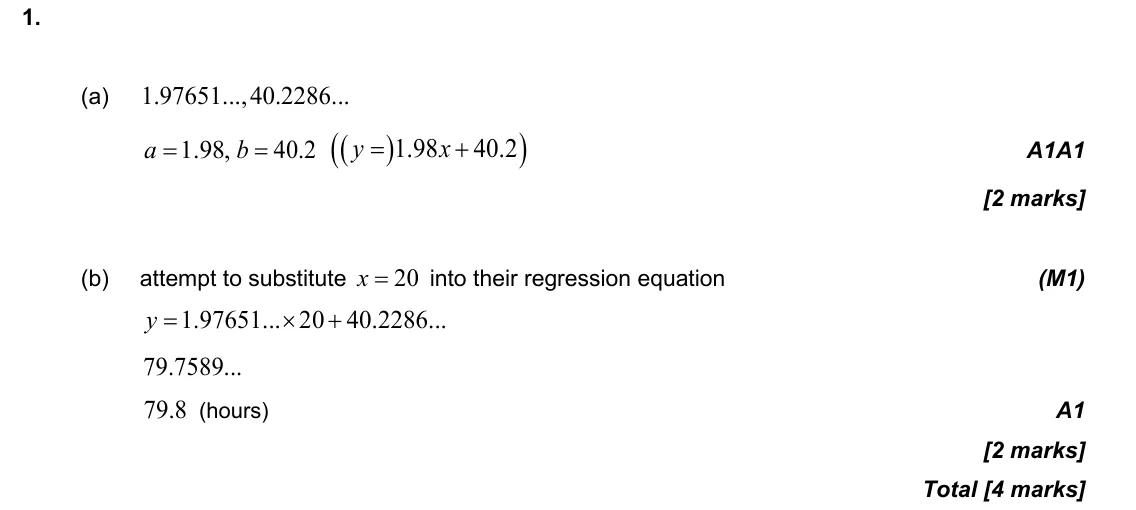 1.
(a) 1.97651...,40.2286...
a = 1.98, b = 40.2 ((y =)1.98x + 40.2) A1A1
[2 marks]
(b) attempt to substitute x = 20 into their regression equation (M1)
y = 1.97651...× 20 + 40.2286...
79.7589...
79.8 (hours) A1
[2 marks]
Total [4 marks]